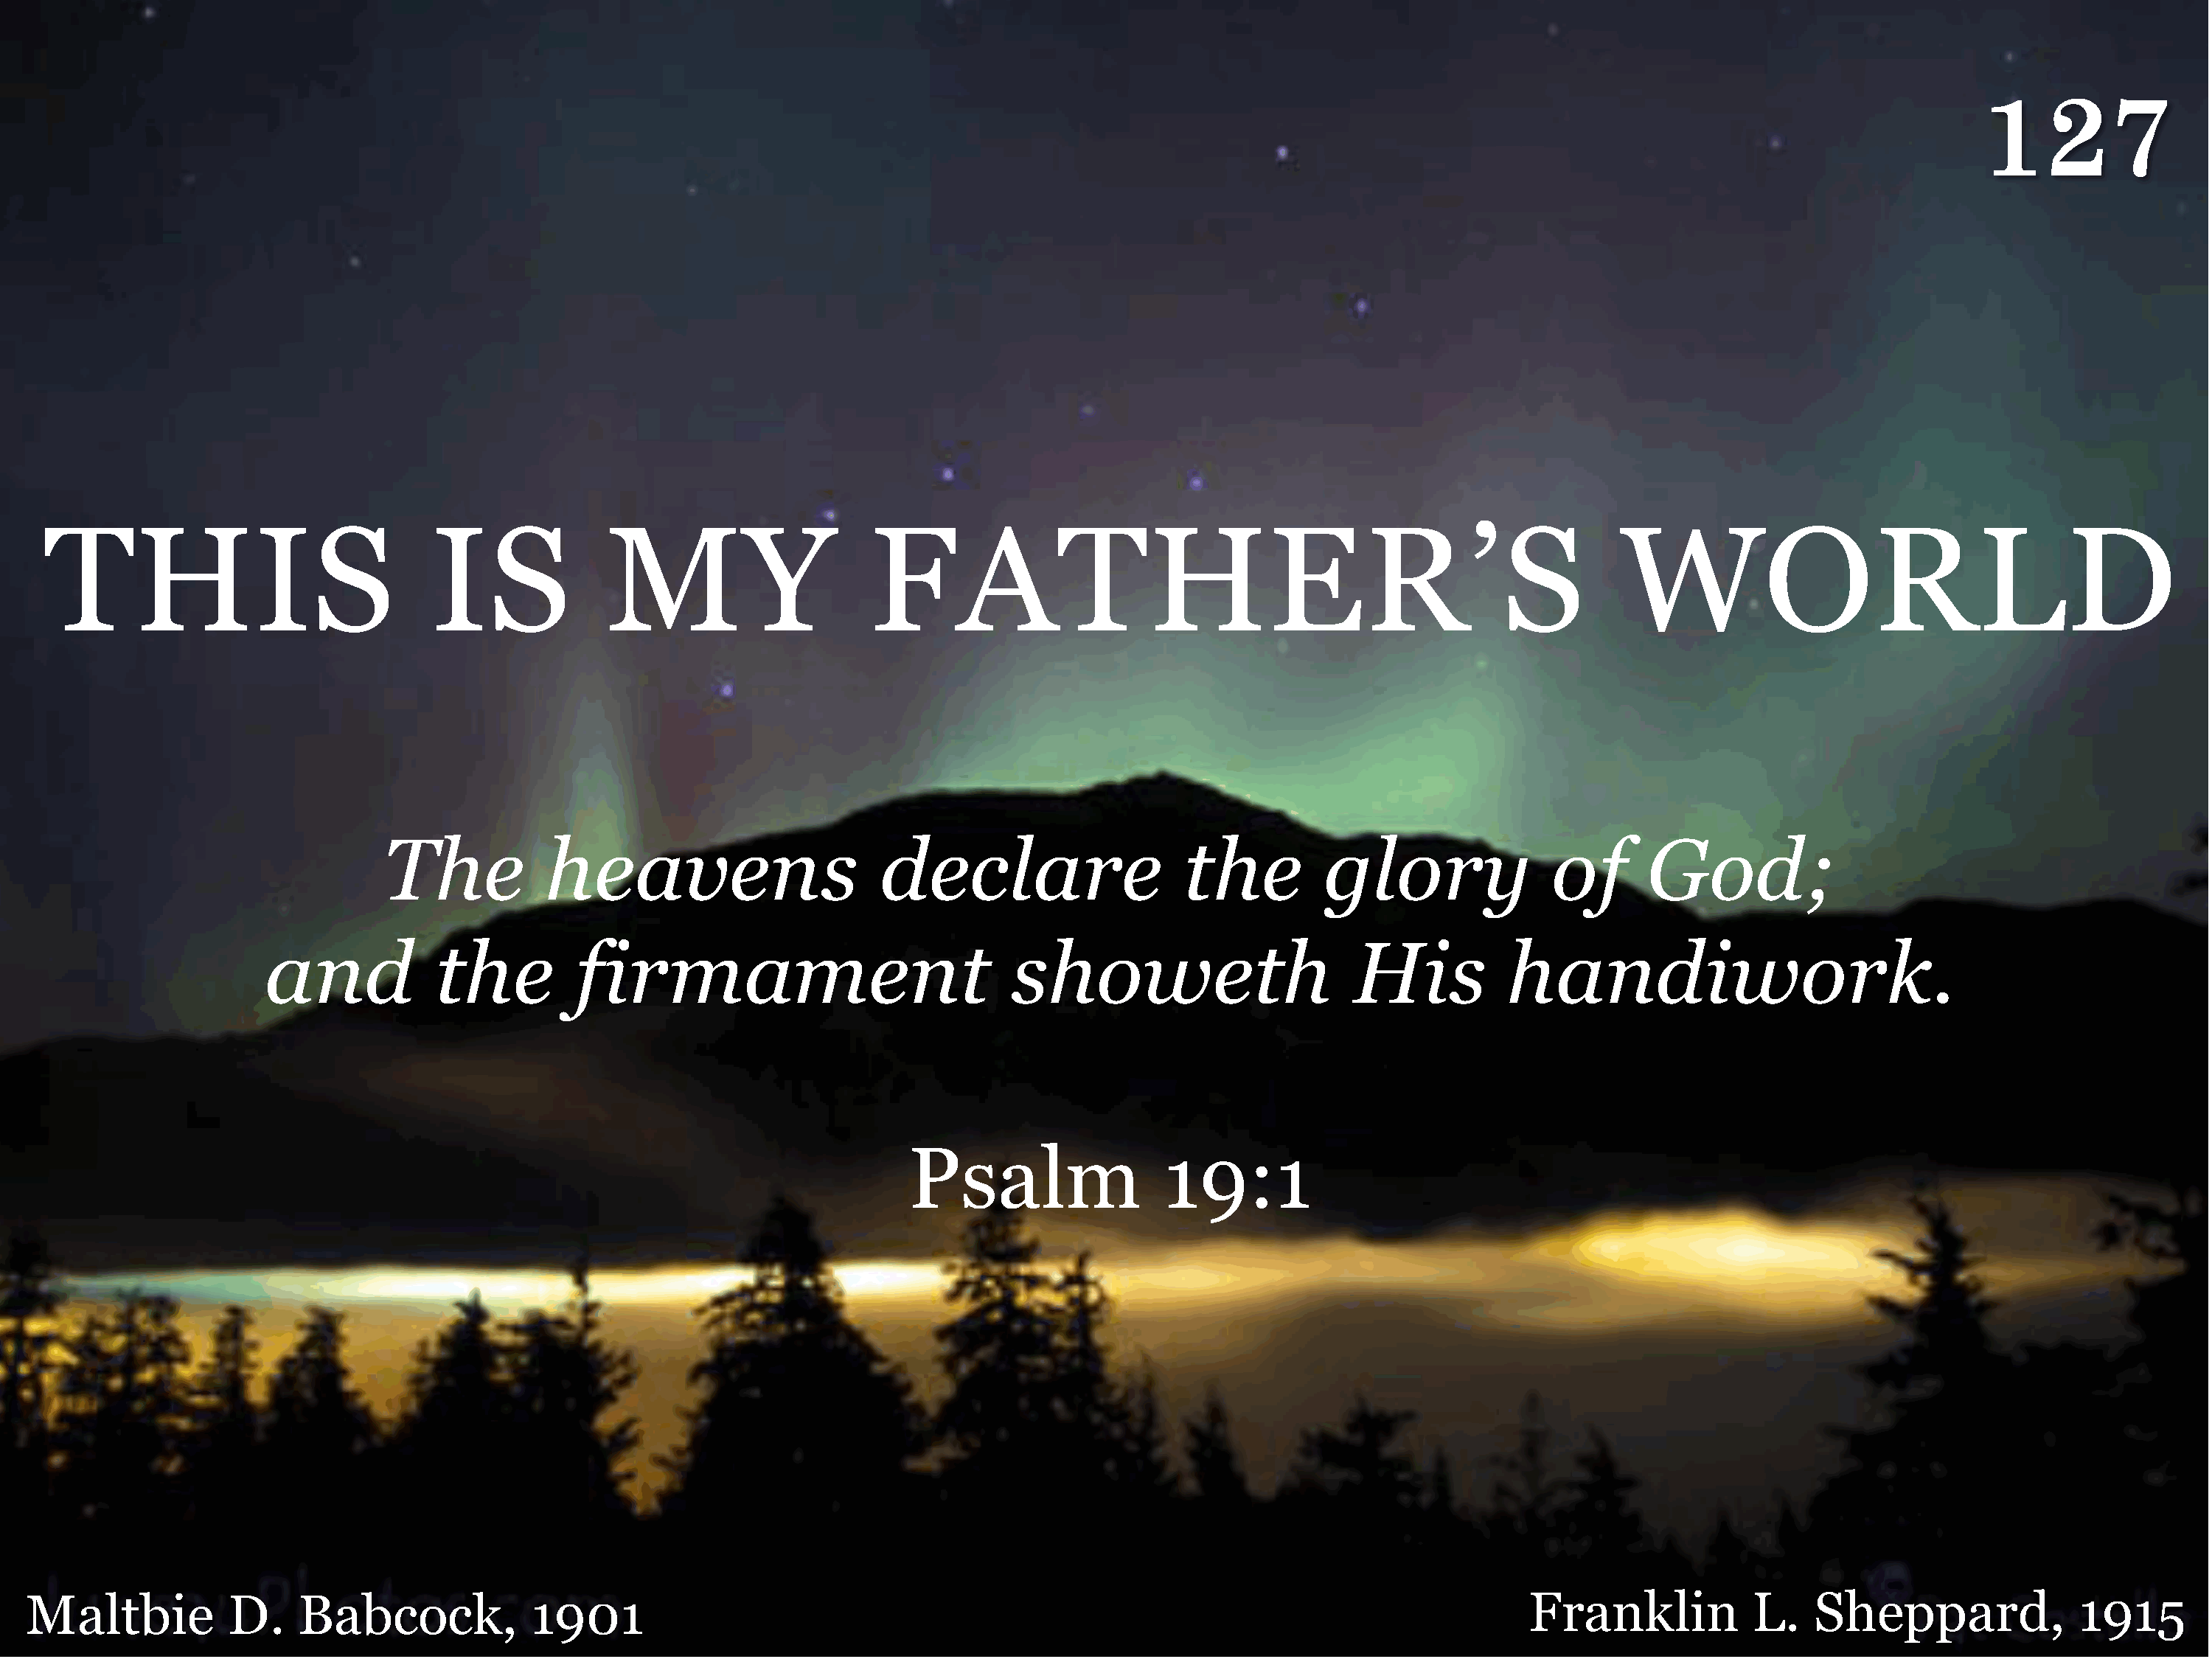 127
THIS IS MY FATHER’S WORLD
The heavens declare the glory of God;
and the firmament showeth His handiwork.
Psalm 19:1
Maltbie D. Babcock, 1901
Franklin L. Sheppard, 1915